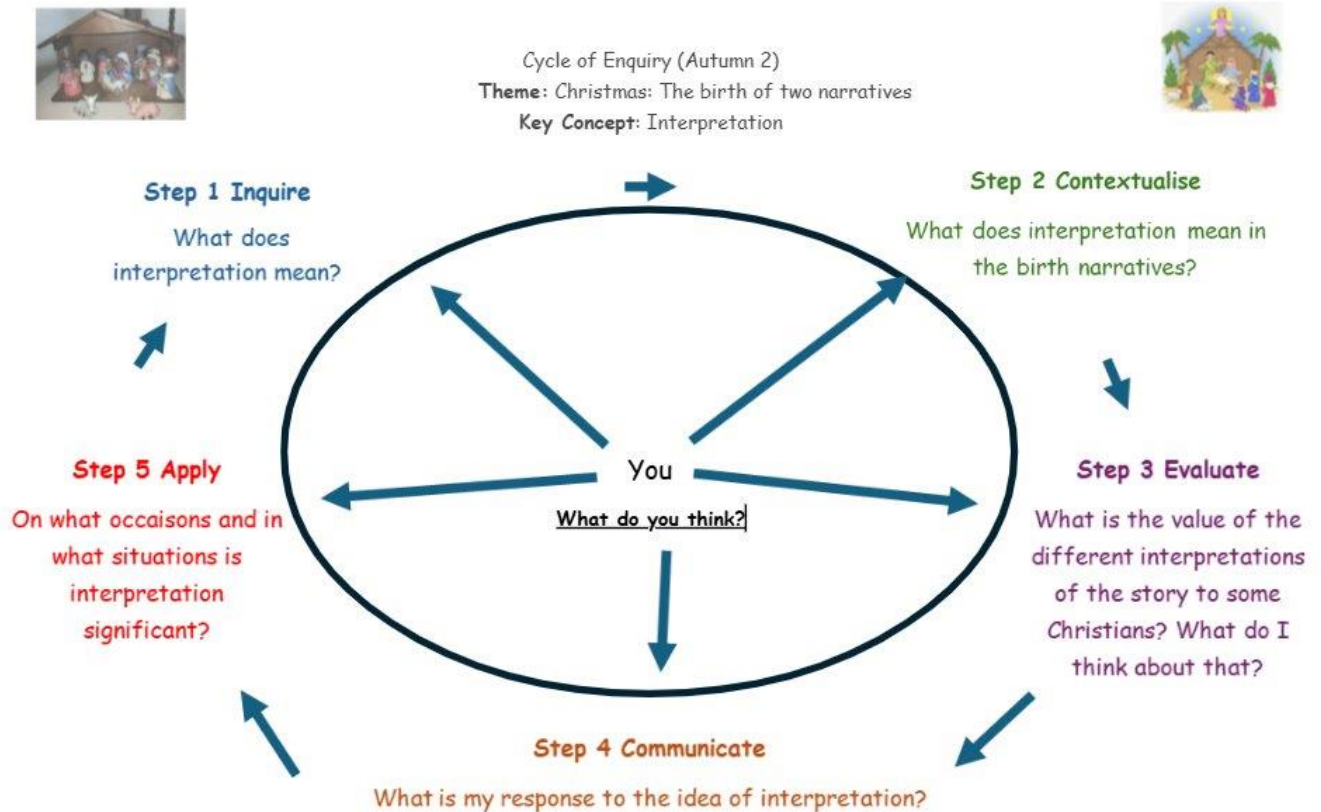 Cycle of Enquiry (Autumn 2)
Theme: Christmas: The birth of two narratives
Key Concept: Interpretation
Step 1 Inquire
What does
interpretation mean?
Step 2 Contextualise
What does interpretation mean in
the birth narratives?
Step 3 Evaluate
What is the value of the
different interpretations
of the story to some
Christians? What do I
think about that?
Step 4 Communicate
What is my response to the idea of interpretation?
Step 5 Apply
On what occaisons and in
what situations is
interpretation
significant?
You
What do you think?